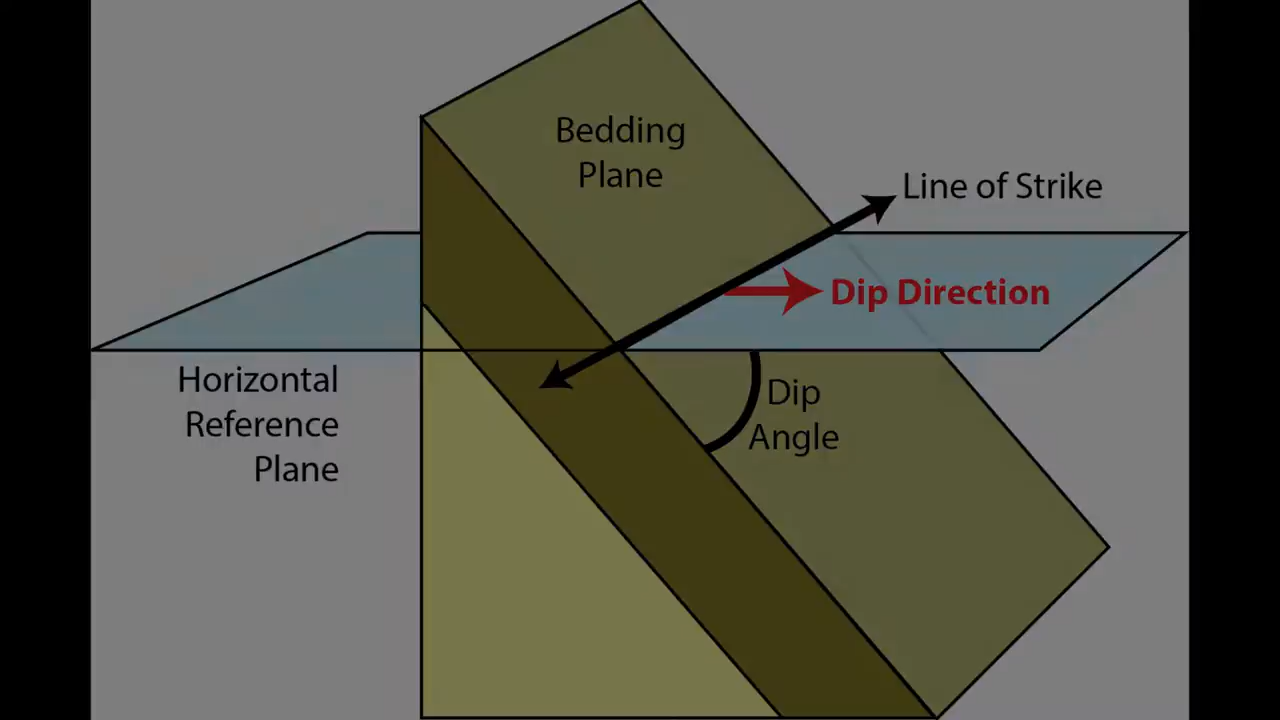 Bedding
Plane
Line of Strike
Dip Direction
Horizontal
Reference
Plane
Dip
Angle